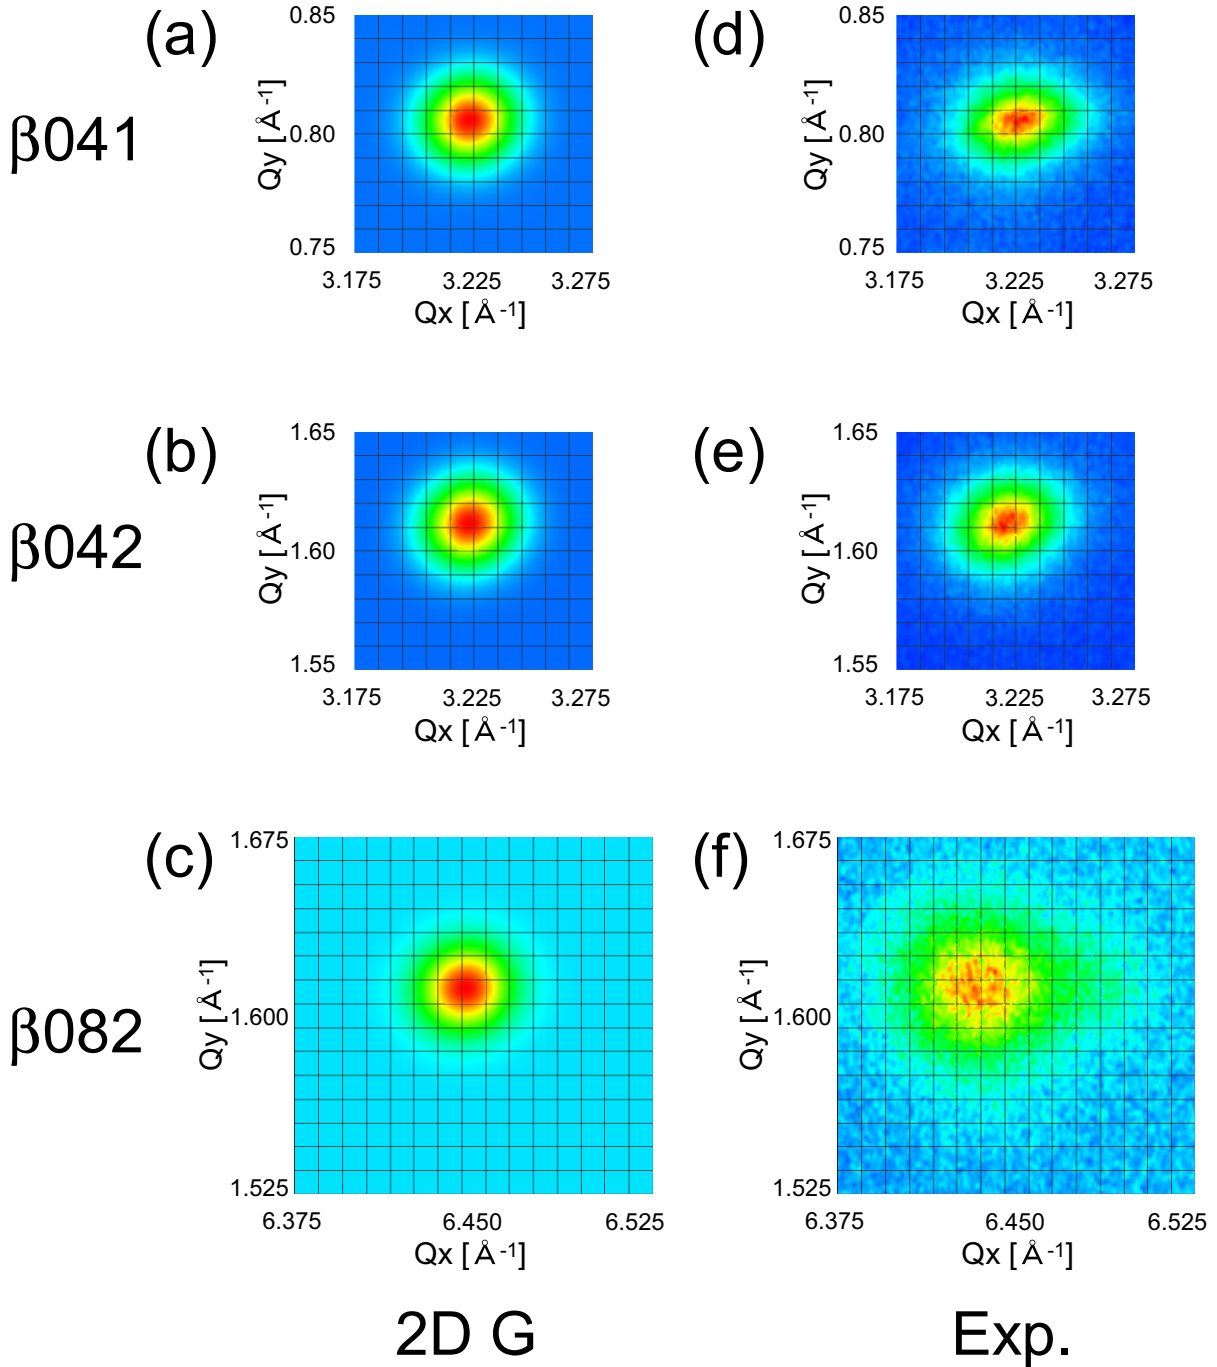 (a)
(d)
β041
0.85
0.80
0.75
Qy [Å⁻¹]
3.175 3.225 3.275
Qx [Å⁻¹]
0.85
0.80
0.75
Qy [Å⁻¹]
3.175 3.225 3.275
Qx [Å⁻¹]
(b)
(e)
β042
1.65
1.60
1.55
Qy [Å⁻¹]
3.175 3.225 3.275
Qx [Å⁻¹]
1.65
1.60
1.55
Qy [Å⁻¹]
3.175 3.225 3.275
Qx [Å⁻¹]
(c)
(f)
β082
1.675
1.600
1.525
Qy [Å⁻¹]
6.375 6.450 6.525
Qx [Å⁻¹]
1.675
1.600
1.525
Qy [Å⁻¹]
6.375 6.450 6.525
Qx [Å⁻¹]
2D G
Exp.